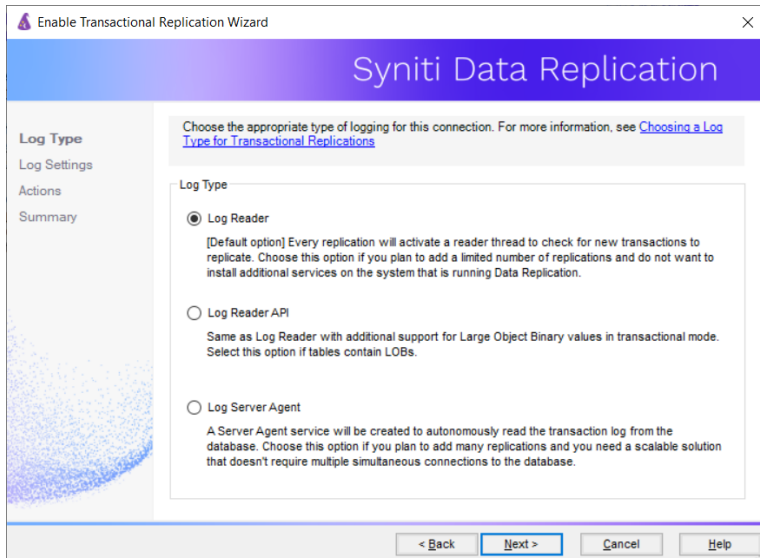 Enable Transactional Replication Wizard
Syniti Data Replication
Log Type
Log Settings
Actions
Summary
Choose the appropriate type of logging for this connection. For more information, see Choosing a Log
Type for Transactional Replications
Log Type
Log Reader
[Default option] Every replication will activate a reader thread to check for new transactions to
replicate. Choose this option if you plan to add a limited number of replications and do not want to
install additional services on the system that is running Data Replication.
Log Reader API
Same as Log Reader with additional support for Large Object Binary values in transactional mode.
Select this option if tables contain LOBs.
Log Server Agent
A Server Agent service will be created to autonomously read the transaction log from the
database. Choose this option if you plan to add many replications and you need a scalable solution
that doesn't require multiple simultaneous connections to the database.
< Back Next > Cancel Help